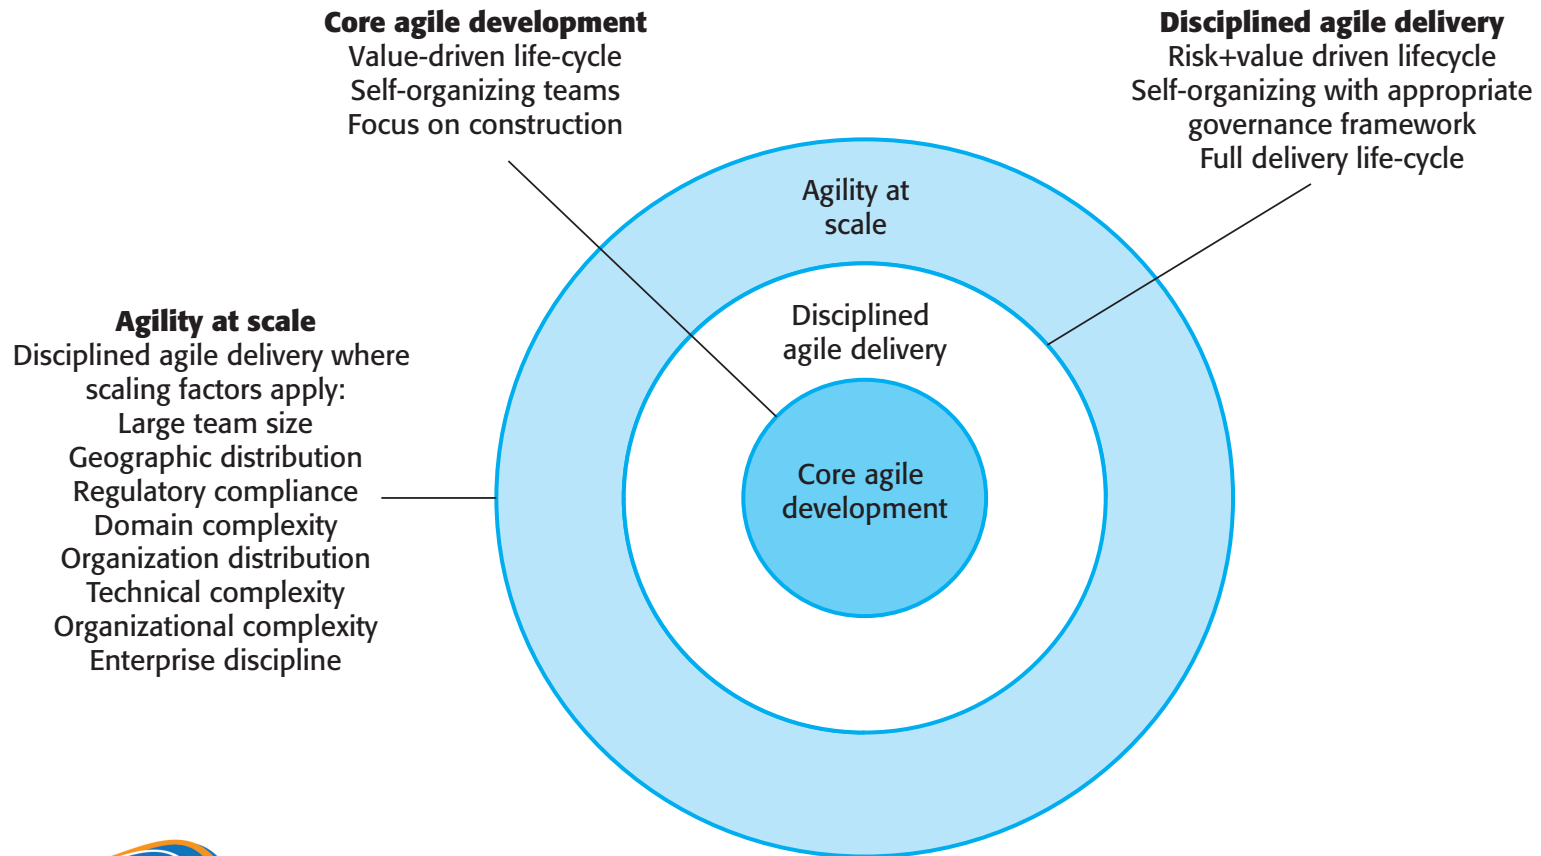 Core agile development
Value-driven life-cycle
Self-organizing teams
Focus on construction
Disciplined agile delivery
Risk+value driven lifecycle
Self-organizing with appropriate
governance framework
Full delivery life-cycle
Agility at
scale
Agility at scale
Disciplined agile delivery where
scaling factors apply:
Large team size
Geographic distribution
Regulatory compliance
Domain complexity
Organization distribution
Technical complexity
Organizational complexity
Enterprise discipline
Disciplined
agile delivery
Core agile
development